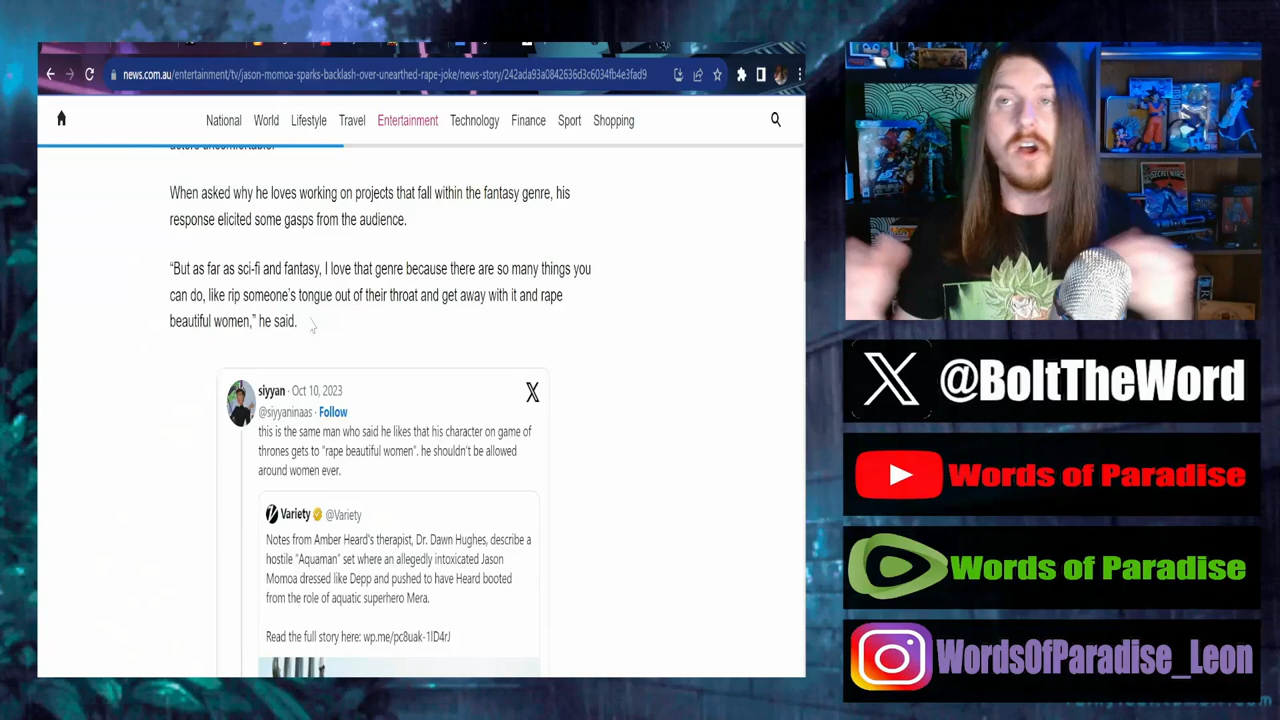 news.com.au/entertainment/tv/jason-momoa-sparks-backlash-over-unearthed-rape-joke/news-story/242ada93a0842636d3c6034fb4e3fad9
National World Lifestyle Travel Entertainment Technology Finance Sport Shopping
When asked why he loves working on projects that fall within the fantasy genre, his
response elicited some gasps from the audience.
“But as far as sci-fi and fantasy, I love that genre because there are so many things you
can do, like rip someone’s tongue out of their throat and get away with it and rape
beautiful women,” he said.
siyyan · Oct 10, 2023
@siyyaninaas · Follow
this is the same man who said he likes that his character on game of
thrones gets to “rape beautiful women”. he shouldn't be allowed
around women ever.
Variety @Variety
Notes from Amber Heard's therapist, Dr. Dawn Hughes, describe a
hostile “Aquaman” set where an allegedly intoxicated Jason
Momoa dressed like Depp and pushed to have Heard booted
from the role of aquatic superhero Mera.
Read the full story here: wp.me/pc8uak-1lD4rJ
SECRET WARS
X @BoltTheWord
Words of Paradise
Words of Paradise
WordsOfParadise_Leon